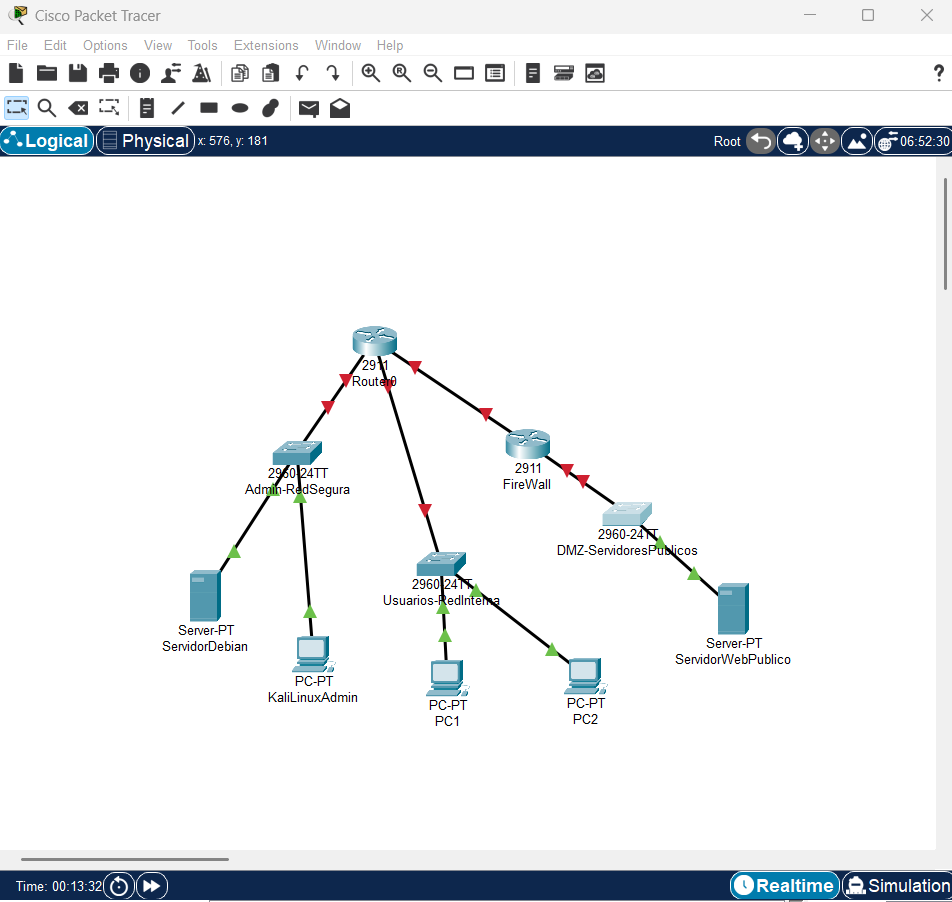 Cisco Packet Tracer
File Edit Options View Tools Extensions Window Help
?
Logical Physical x: 576, y: 181 Root 06:52:30
2911
Router0
2911
FireWall
2960-24TT
Admin-RedSegura
2960-24TT
DMZ-ServidoresPublicos
2960-24TT
Usuarios-RedInterna
Server-PT
ServidorDebian
Server-PT
ServidorWebPublico
PC-PT
KaliLinuxAdmin
PC-PT
PC1
PC-PT
PC2
Time: 00:13:32 Realtime Simulation